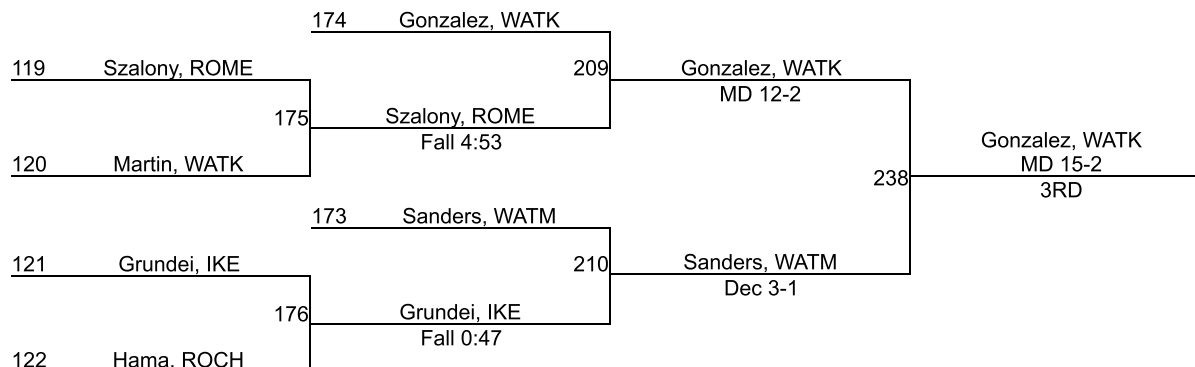 174 Gonzalez, WATK
119 Szalony, ROME
209 Gonzalez, WATK
MD 12-2
175 Szalony, ROME
Fall 4:53
120 Martin, WATK
Gonzalez, WATK
MD 15-2
238
3RD
173 Sanders, WATM
121 Grundei, IKE
210 Sanders, WATM
Dec 3-1
176 Grundei, IKE
Fall 0:47
122 Hama, ROCH